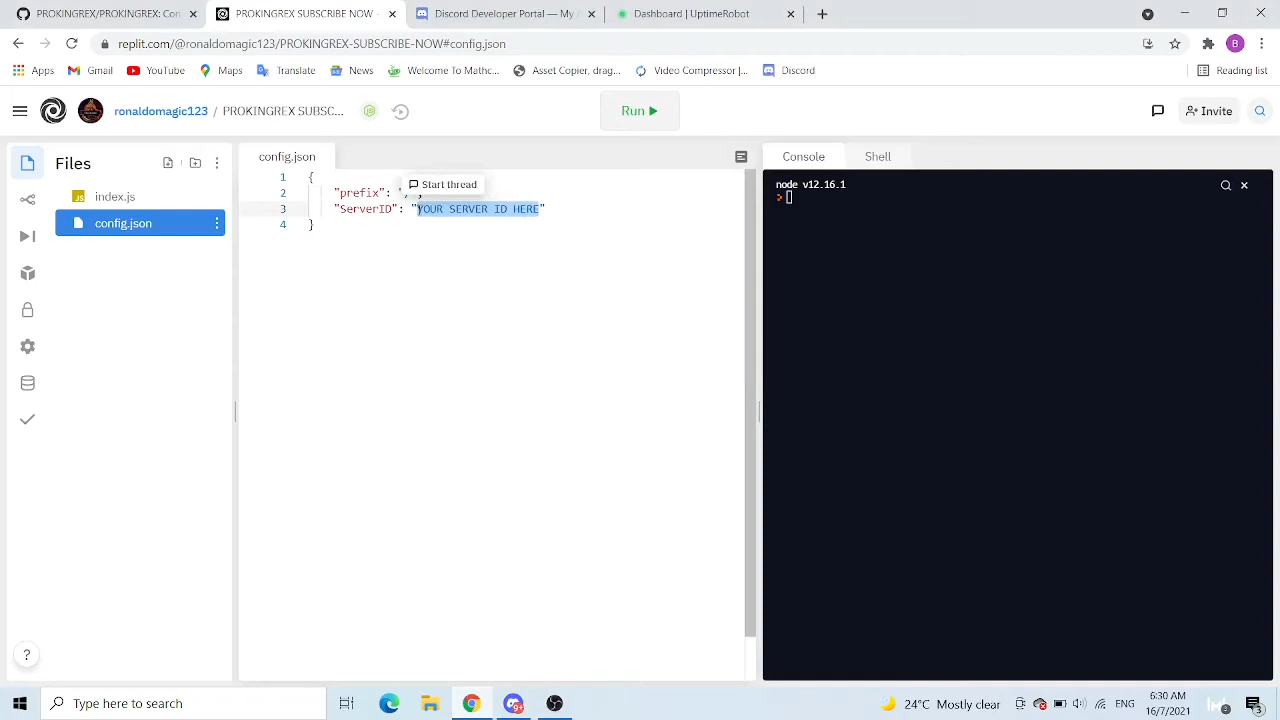 PROKINGREX/PROKINGREX: Con
PROKINGREX SUBSCRIBE NOW -
Discord Developer Portal — My A
Dashboard | UptimeRobot
replit.com/@ronaldomagic123/PROKINGREX-SUBSCRIBE-NOW#config.json
B
Apps
Gmail
YouTube
Maps
Translate
News
Welcome To Mathc...
Asset Copier, drag...
Video Compressor |...
Discord
Reading list
ronaldomagic123 / PROKINGREX SUBSC...
Run
Invite
Files
config.json
Console
Shell
index.js
config.json
Start thread
1 {
2 "prefix": "
3 "ServerID": "YOUR SERVER ID HERE"
4 }
node v12.16.1
>
?
Type here to search
24°C Mostly clear
ENG
6:30 AM
16/7/2021
3